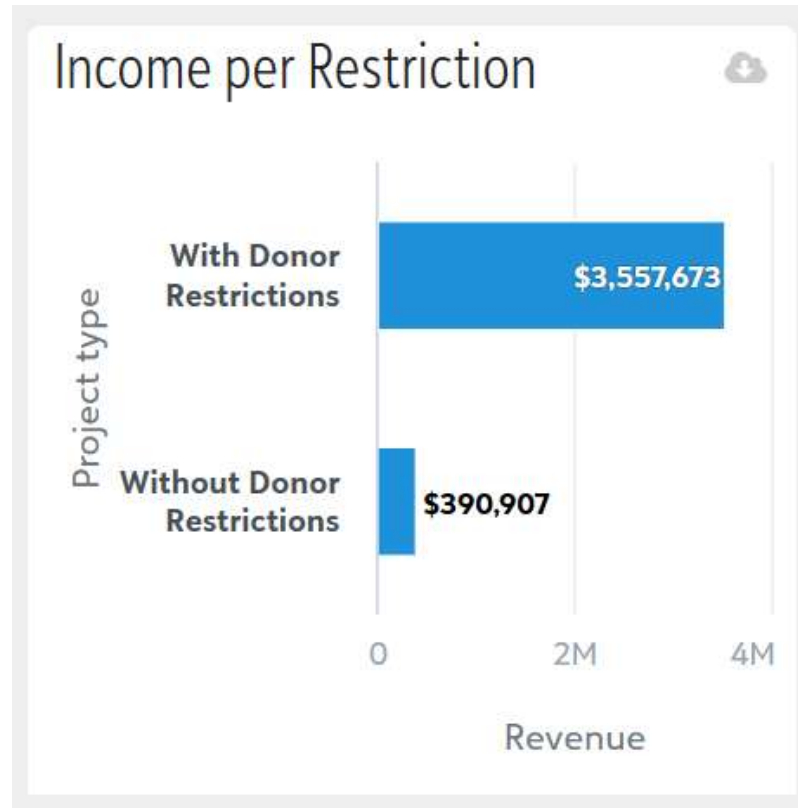 Income per Restriction
Project type
With Donor
Restrictions
$3,557,673
Without Donor
Restrictions
$390,907
0
2M
4M
Revenue